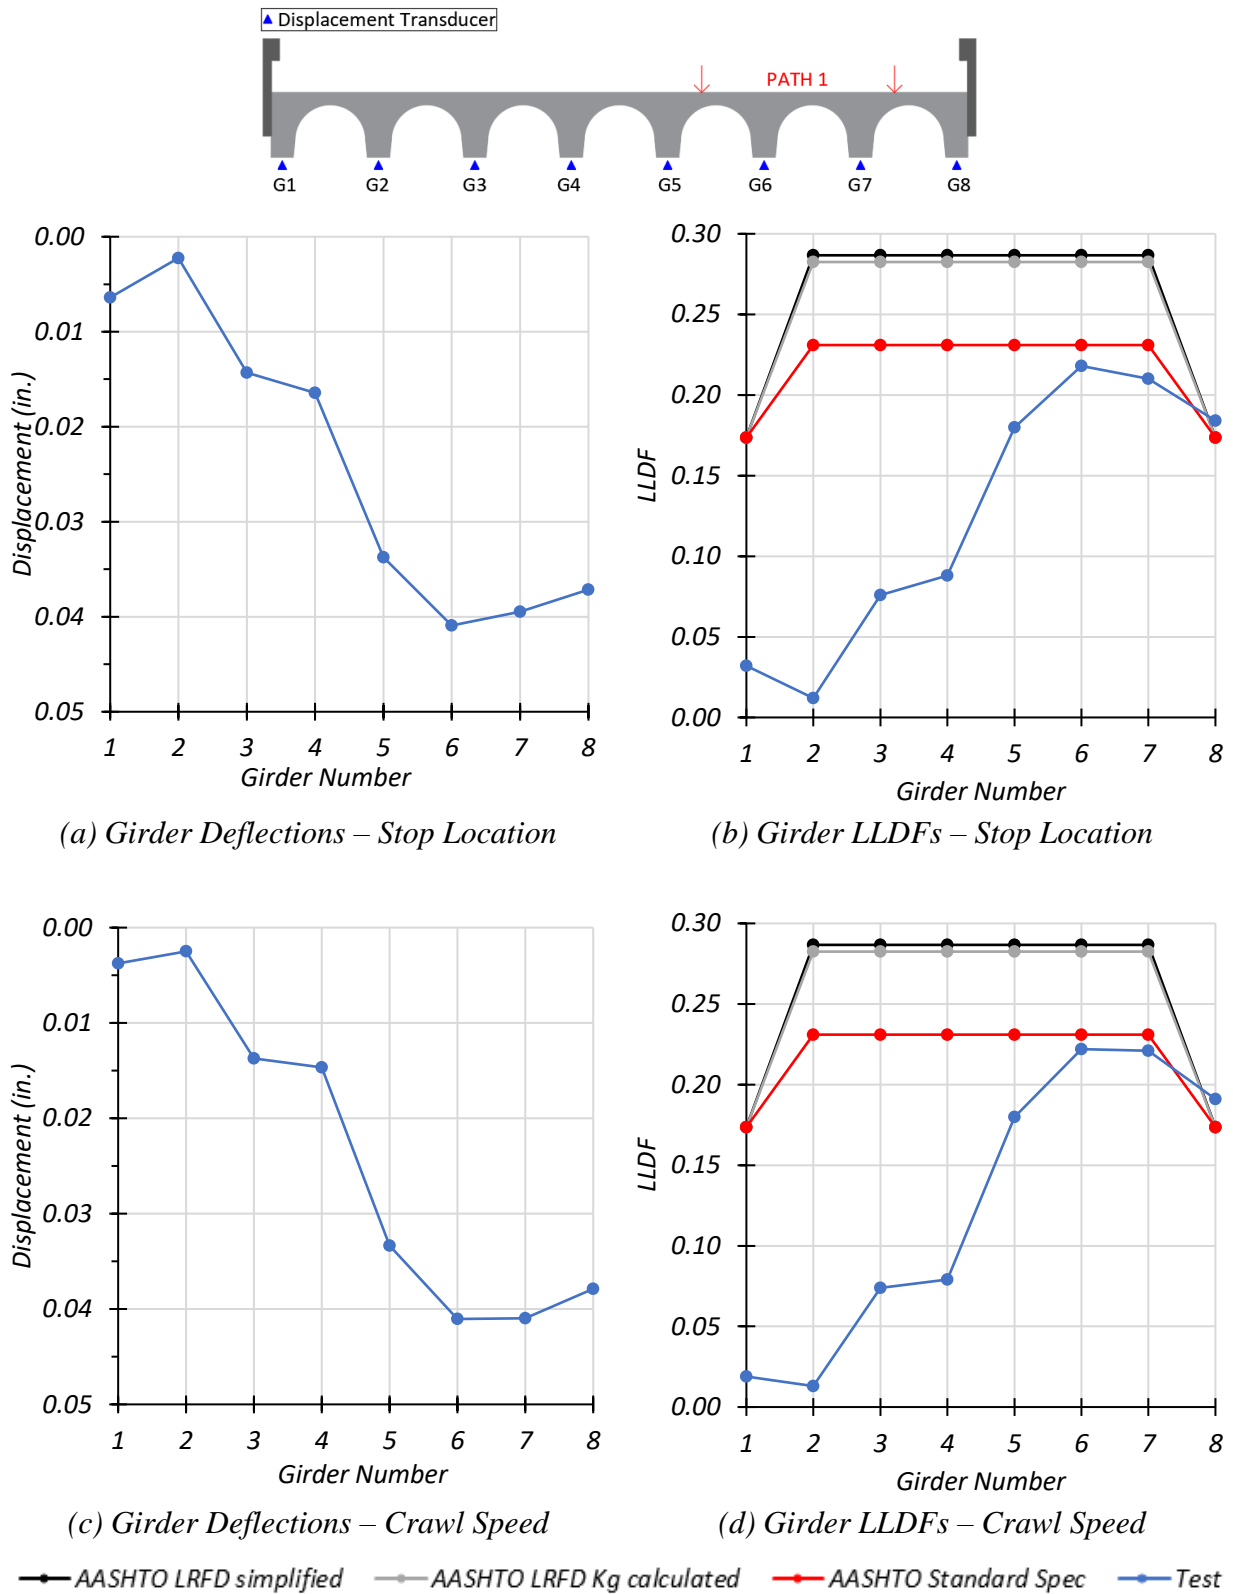 ▲ Displacement Transducer
PATH 1
G1 G2 G3 G4 G5 G6 G7 G8
0.00
0.01
0.02
0.03
0.04
0.05
Displacement (in.)
1 2 3 4 5 6 7 8
Girder Number
(a) Girder Deflections – Stop Location
0.30
0.25
0.20
0.15
0.10
0.05
0.00
LLDF
1 2 3 4 5 6 7 8
Girder Number
(b) Girder LLDFs – Stop Location
0.00
0.01
0.02
0.03
0.04
0.05
Displacement (in.)
1 2 3 4 5 6 7 8
Girder Number
(c) Girder Deflections – Crawl Speed
0.30
0.25
0.20
0.15
0.10
0.05
0.00
LLDF
1 2 3 4 5 6 7 8
Girder Number
(d) Girder LLDFs – Crawl Speed
AASHTO LRFD simplified AASHTO LRFD Kg calculated AASHTO Standard Spec Test